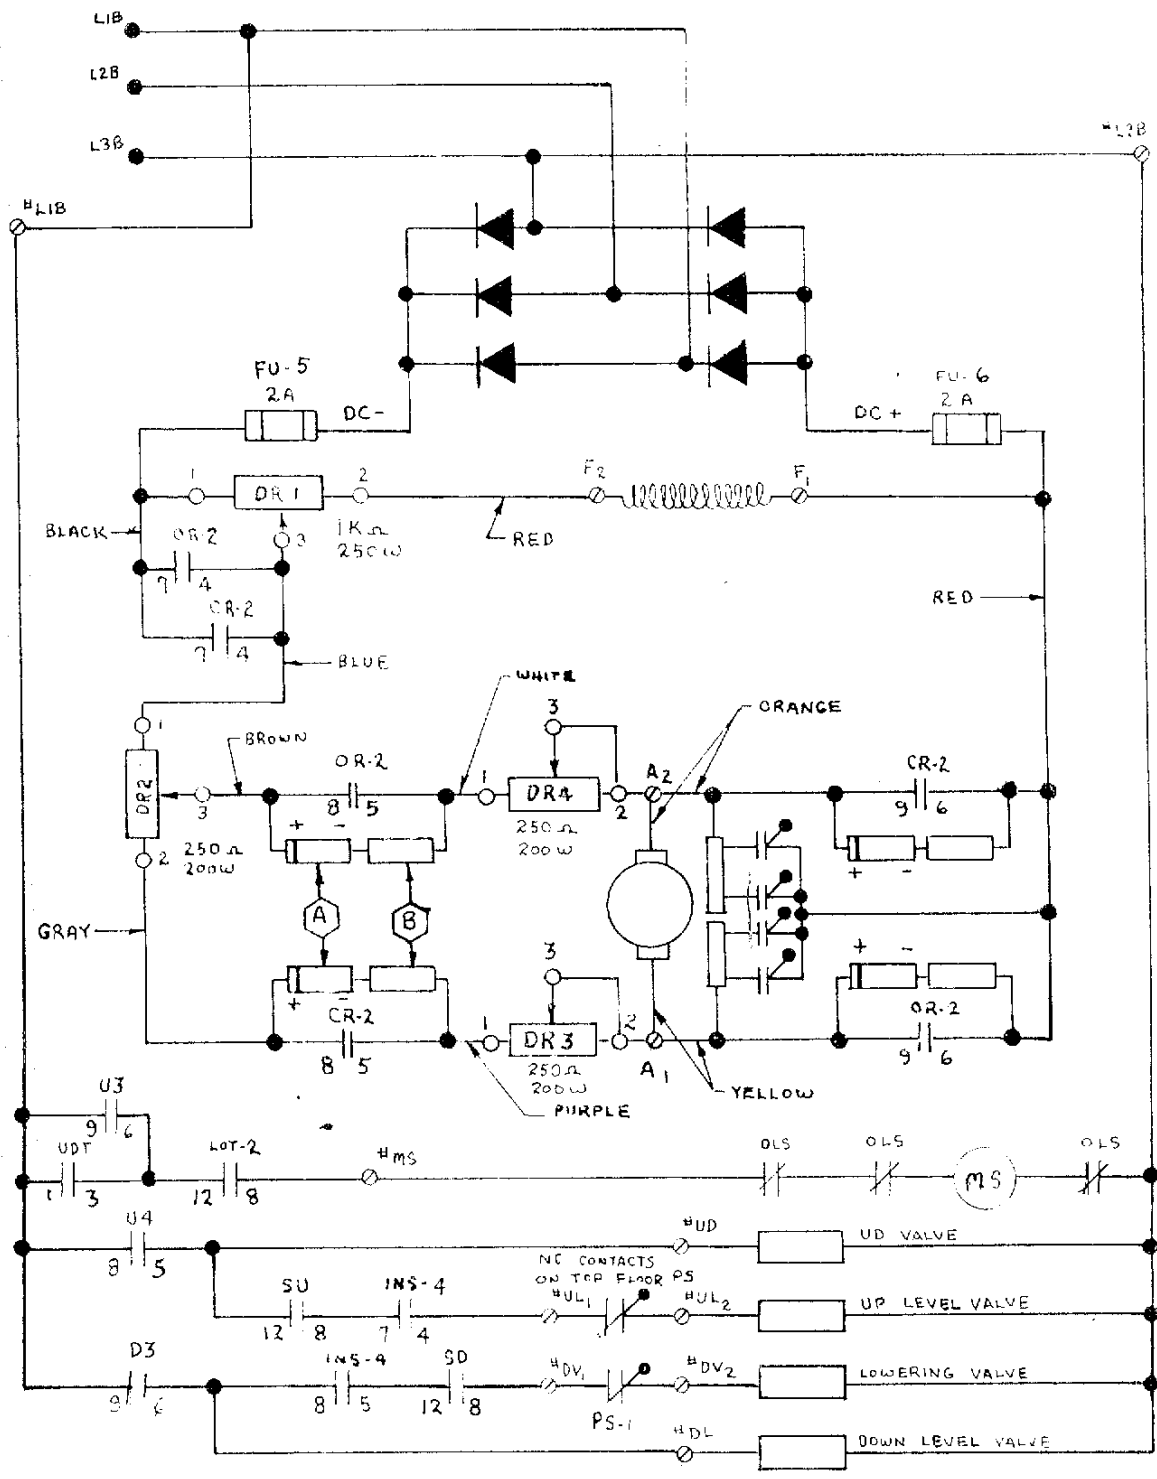 L1B
L2B
L3B
#L2B
#L1B
FU-5
2A
DC-
DC+
FU-6
2A
1
DR1
2
F2
F1
3
1KΩ
250W
BLACK
OR-2
7 4
RED
CR-2
7 4
BLUE
RED
WHITE
1
BROWN
OR-2
8 5
3
ORANGE
CR-2
9 6
DR2
3
1
DR4
2
A2
250Ω
200W
2
250Ω
200W
+ -
+ -
GRAY
A
B
+ -
3
+ -
CR-2
8 5
1
DR3
2
250Ω
200W
A1
OR-2
9 6
PURPLE
YELLOW
U3
9 6
UDT
1 3
LOT-2
12 8
#MS
OLS
OLS
MS
OLS
U4
8 5
#UD
UD VALVE
NC CONTACTS
ON TOP FLOOR PS
SU
12 8
INS-4
7 4
#UL1
#UL2
UP LEVEL VALVE
D3
9 6
INS-4
8 5
SD
12 8
#DV1
PS-1
#DV2
LOWERING VALVE
#DL
DOWN LEVEL VALVE